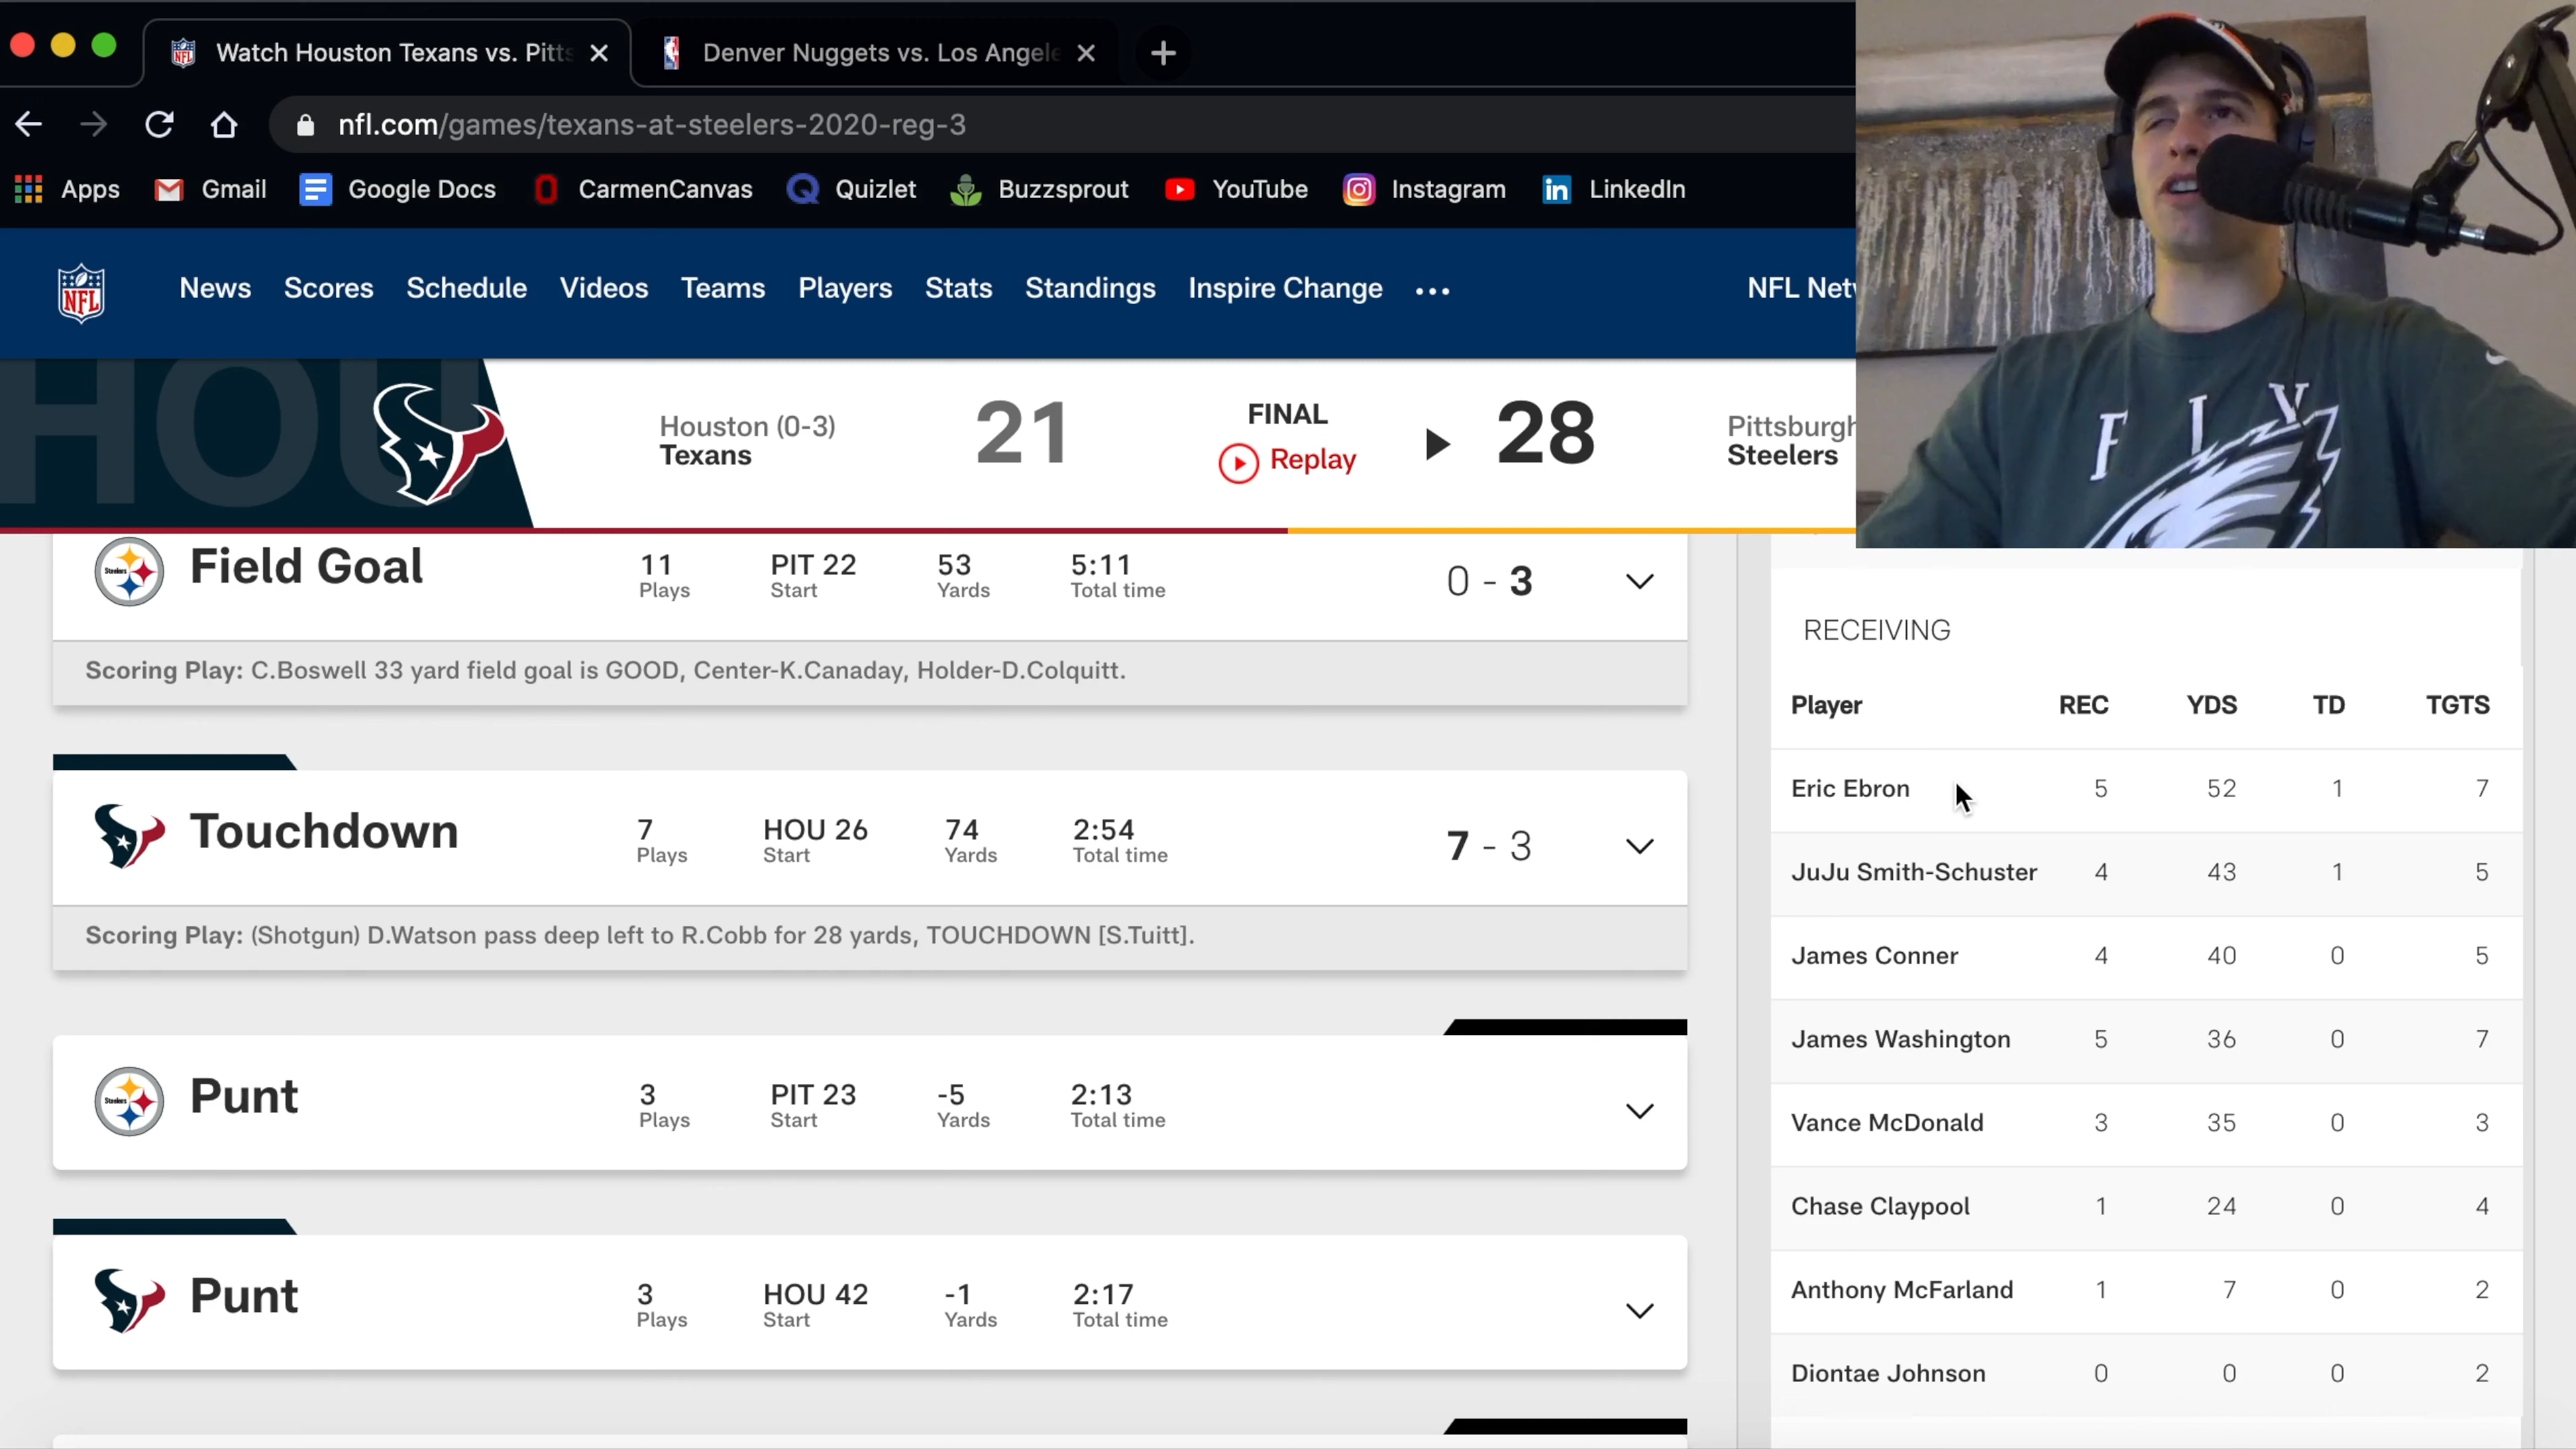 Watch Houston Texans vs. Pitts
Denver Nuggets vs. Los Angele
nfl.com/games/texans-at-steelers-2020-reg-3
Apps Gmail Google Docs CarmenCanvas Quizlet Buzzsprout YouTube Instagram LinkedIn
NFL News Scores Schedule Videos Teams Players Stats Standings Inspire Change ... NFL Netw
HOU
Houston (0-3) Texans 21 FINAL Replay 28 Pittsburgh Steelers
FLY
Steelers Field Goal 11 Plays PIT 22 Start 53 Yards 5:11 Total time 0 - 3
Scoring Play: C.Boswell 33 yard field goal is GOOD, Center-K.Canaday, Holder-D.Colquitt.
Touchdown 7 Plays HOU 26 Start 74 Yards 2:54 Total time 7 - 3
Scoring Play: (Shotgun) D.Watson pass deep left to R.Cobb for 28 yards, TOUCHDOWN [S.Tuitt].
Steelers Punt 3 Plays PIT 23 Start -5 Yards 2:13 Total time
Punt 3 Plays HOU 42 Start -1 Yards 2:17 Total time
RECEIVING
Player REC YDS TD TGTS
Eric Ebron 5 52 1 7
JuJu Smith-Schuster 4 43 1 5
James Conner 4 40 0 5
James Washington 5 36 0 7
Vance McDonald 3 35 0 3
Chase Claypool 1 24 0 4
Anthony McFarland 1 7 0 2
Diontae Johnson 0 0 0 2